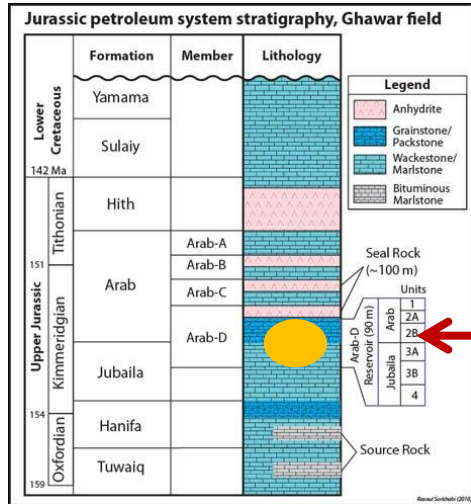 Jurassic petroleum system stratigraphy, Ghawar field
Formation
Member
Lithology
Lower
Cretaceous
Yamama
Sulaiy
142 Ma
Upper Jurassic
Tithonian
Hith
151
Kimmeridgian
Arab
Arab-A
Arab-B
Arab-C
Arab-D
Jubaila
154
Oxfordian
Hanifa
Tuwaiq
159
Legend
Anhydrite
Grainstone/
Packstone
Wackestone/
Marlstone
Bituminous
Marlstone
Seal Rock
(~100 m)
Units
Arab-D
Reservoir (90 m)
Arab
1
2A
2B
Jubaila
3A
3B
4
Source Rock
Rasoul Sorkhabi (2010)